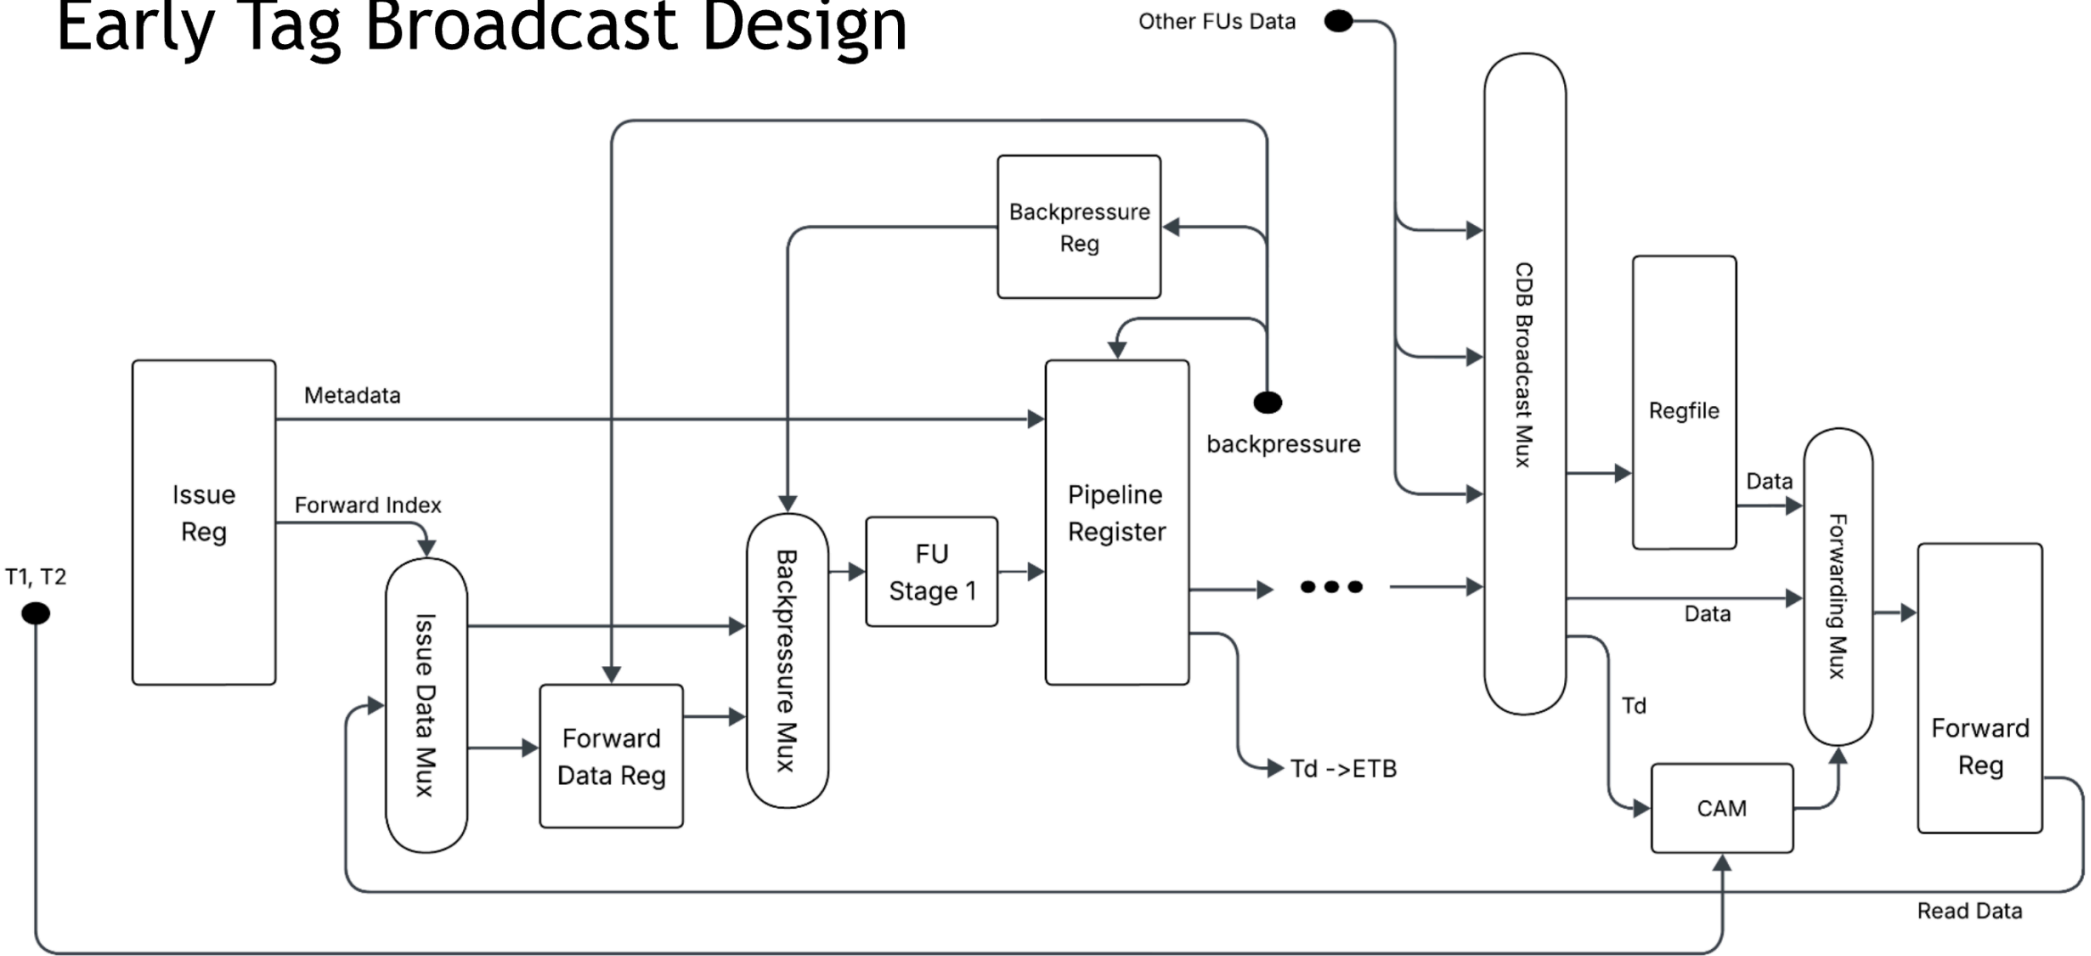 Early Tag Broadcast Design
Other FUs Data
Backpressure
Reg
Metadata
backpressure
Issue
Reg
Forward Index
Pipeline
Register
FU
Stage 1
T1, T2
Issue Data Mux
Backpressure Mux
Forward
Data Reg
Td ->ETB
CDB Broadcast Mux
Regfile
Data
Forwarding Mux
Data
Td
CAM
Forward
Reg
Read Data